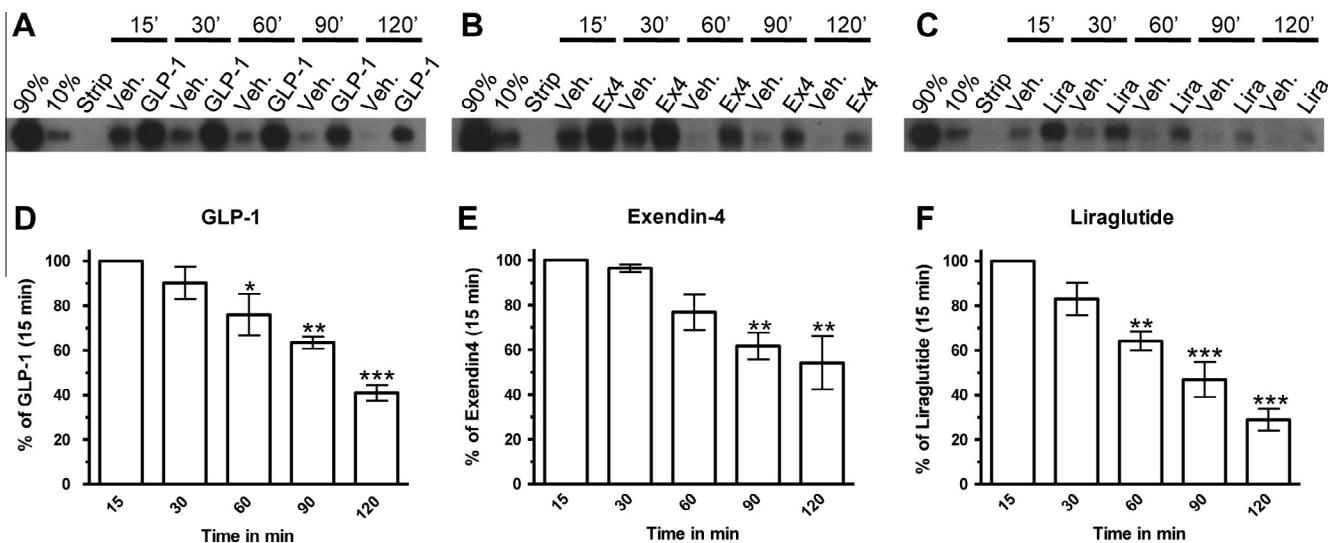 A 15’ 30’ 60’ 90’ 120’
90% 10% Strip Veh. GLP-1 Veh. GLP-1 Veh. GLP-1 Veh. GLP-1 Veh. GLP-1
B 15’ 30’ 60’ 90’ 120’
90% 10% Strip Veh. Ex4 Veh. Ex4 Veh. Ex4 Veh. Ex4 Veh. Ex4
C 15’ 30’ 60’ 90’ 120’
90% 10% Strip Veh. Lira Veh. Lira Veh. Lira Veh. Lira Veh. Lira
D GLP-1
% of GLP-1 (15 min)
100
80
60
40
20
0
*
**
***
15 30 60 90 120
Time in min
E Exendin-4
% of Exendin4 (15 min)
100
80
60
40
20
0
** **
15 30 60 90 120
Time in min
F Liraglutide
% of Liraglutide (15 min)
100
80
60
40
20
0
**
***
***
15 30 60 90 120
Time in min